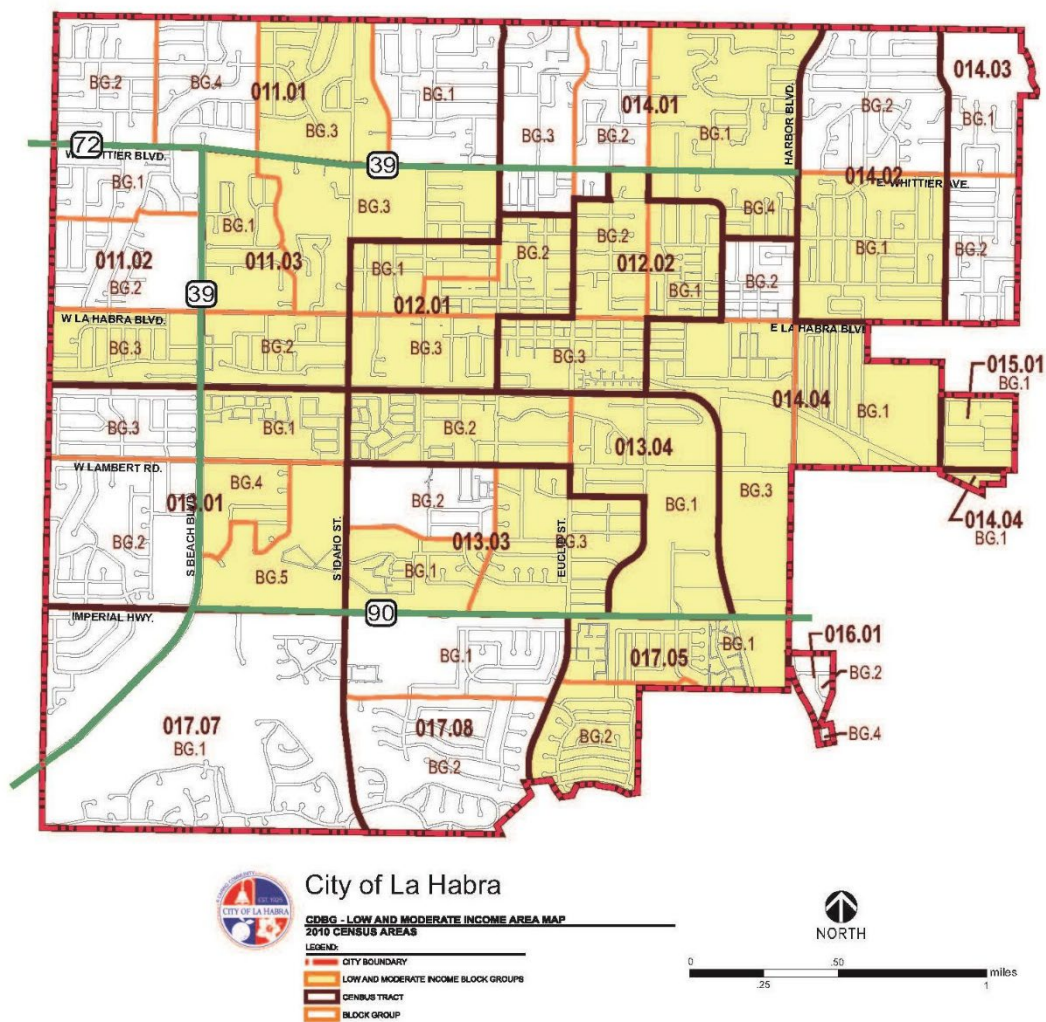 BG.2
BG.4
011.01
BG.3
BG.1
BG.3
014.01
BG.2
BG.1
HARBOR BLVD.
BG.2
014.03
BG.1
72
W WHITTIER BLVD.
39
014.02
E. WHITTIER AVE.
BG.1
BG.1
BG.3
BG.4
BG.2
011.02
BG.2
011.03
BG.1
BG.2
BG.2
012.02
BG.1
BG.2
BG.1
39
012.01
W LA HABRA BLVD.
E LA HABRA BLVD
BG.3
BG.2
BG.3
BG.3
015.01
BG.1
014.04
BG.1
BG.3
BG.1
BG.2
013.04
W LAMBERT RD.
BG.4
BG.2
BG.1
BG.3
014.04
BG.1
BG.2
S BEACH BLVD.
S IDAHO ST.
013.03
EUCLID ST.
BG.3
BG.5
BG.1
IMPERIAL HWY.
90
016.01
BG.1
017.05
BG.1
BG.2
017.07
BG.1
017.08
BG.2
BG.2
BG.4
A CARING COMMUNITY
EST. 1925
CITY OF LA HABRA
City of La Habra
CDBG - LOW AND MODERATE INCOME AREA MAP
2010 CENSUS AREAS
LEGEND:
CITY BOUNDARY
LOW AND MODERATE INCOME BLOCK GROUPS
CENSUS TRACT
BLOCK GROUP
NORTH
0
.50
miles
.25
1